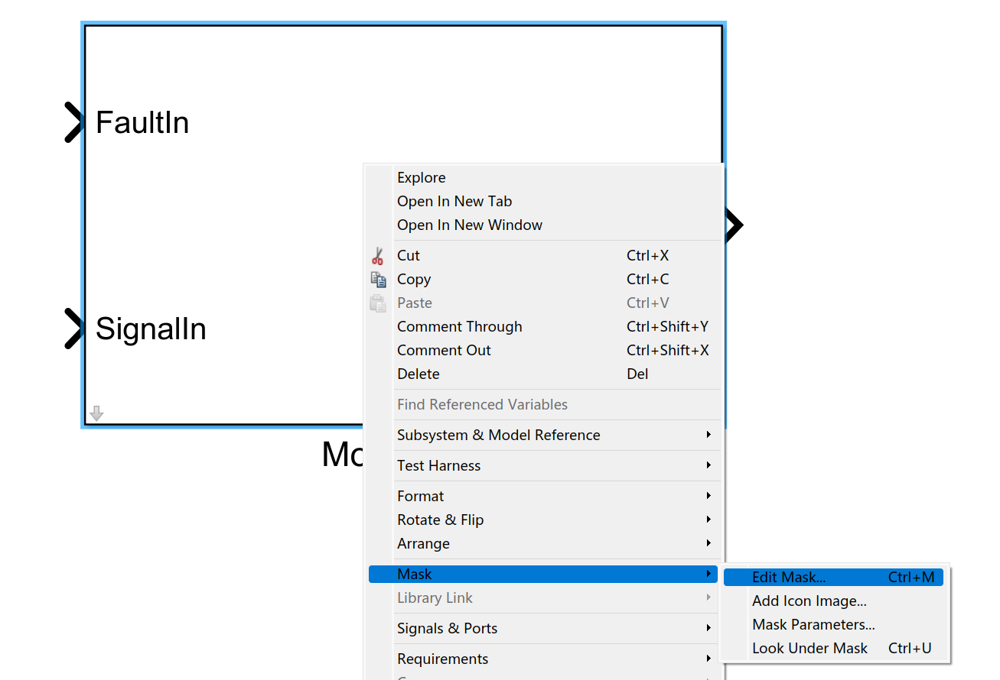 FaultIn
SignalIn
Explore
Open In New Tab
Open In New Window
Cut Ctrl+X
Copy Ctrl+C
Paste Ctrl+V
Comment Through Ctrl+Shift+Y
Comment Out Ctrl+Shift+X
Delete Del
Find Referenced Variables
Subsystem & Model Reference
Test Harness
Format
Rotate & Flip
Arrange
Mask
Library Link
Signals & Ports
Requirements
Edit Mask... Ctrl+M
Add Icon Image...
Mask Parameters...
Look Under Mask Ctrl+U